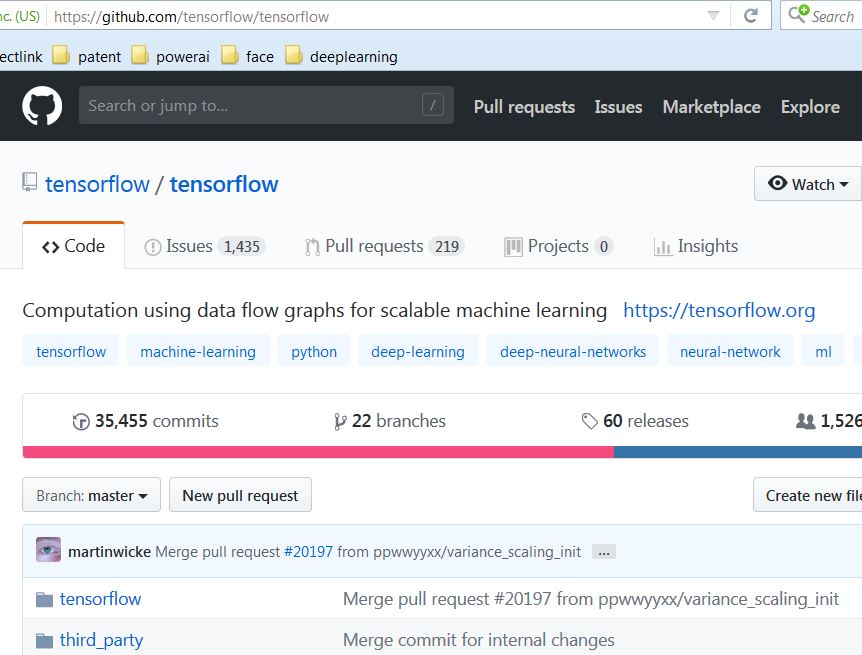 nc. (US) https://github.com/tensorflow/tensorflow Search
ectlink patent powerai face deeplearning
Search or jump to... / Pull requests Issues Marketplace Explore
tensorflow / tensorflow Watch
<> Code Issues 1,435 Pull requests 219 Projects 0 Insights
Computation using data flow graphs for scalable machine learning https://tensorflow.org
tensorflow machine-learning python deep-learning deep-neural-networks neural-network ml
35,455 commits 22 branches 60 releases 1,526
Branch: master New pull request Create new file
martinwicke Merge pull request #20197 from ppwwyyxx/variance_scaling_init ...
tensorflow Merge pull request #20197 from ppwwyyxx/variance_scaling_init
third_party Merge commit for internal changes